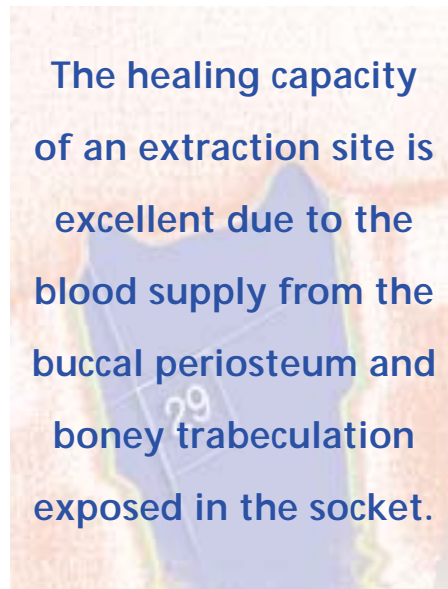 The healing capacity
of an extraction site is
excellent due to the
blood supply from the
buccal periosteum and
29
boney trabeculation
exposed in the socket.